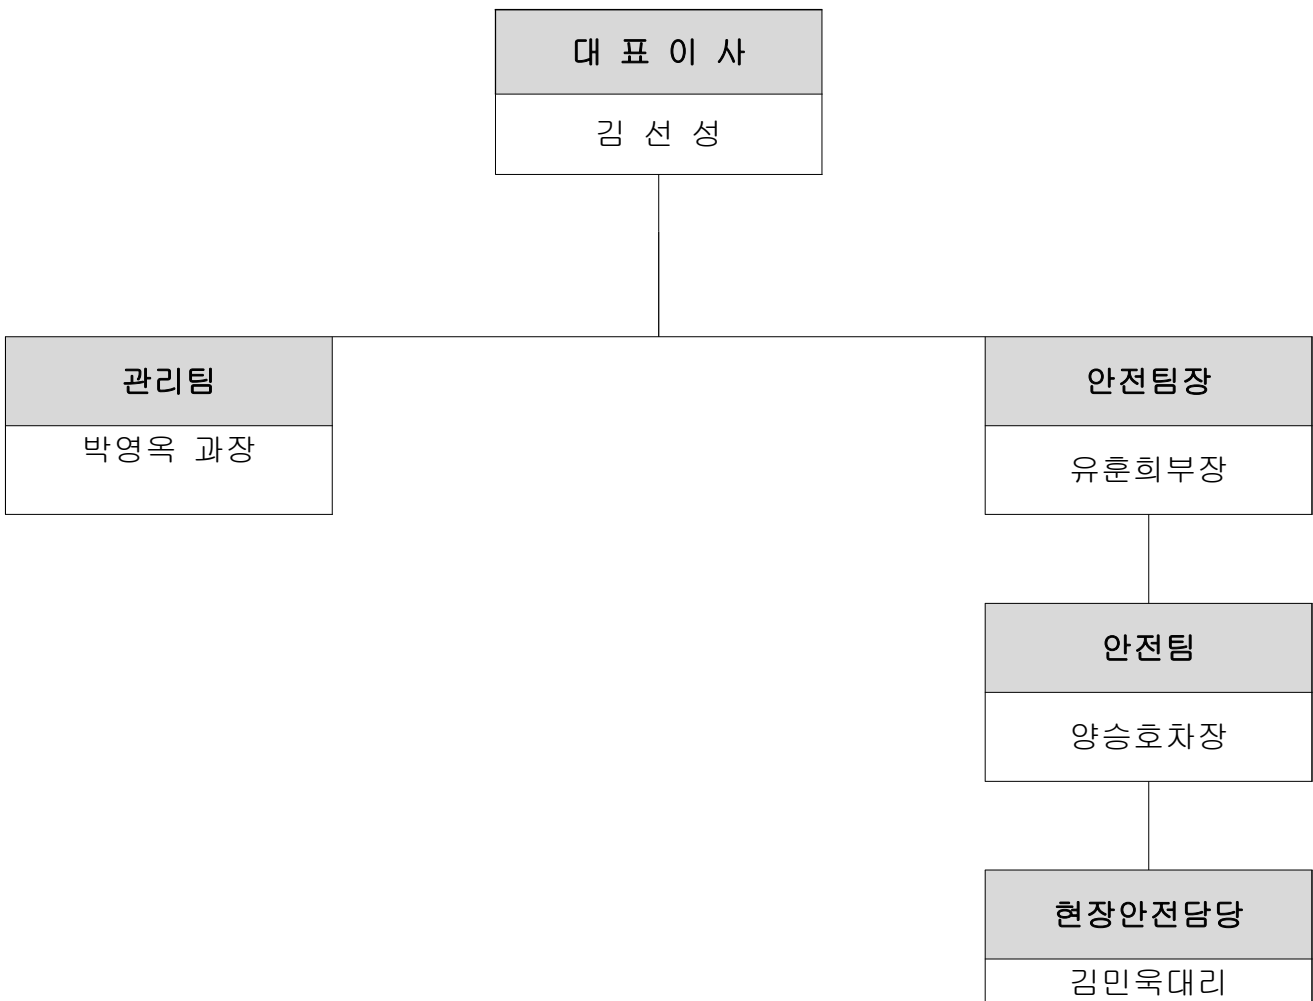 대 표 이 사
김 선 성
관리팀
박영옥 과장
안전팀장
유훈희부장
안전팀
양승호차장
현장안전담당
김민욱대리